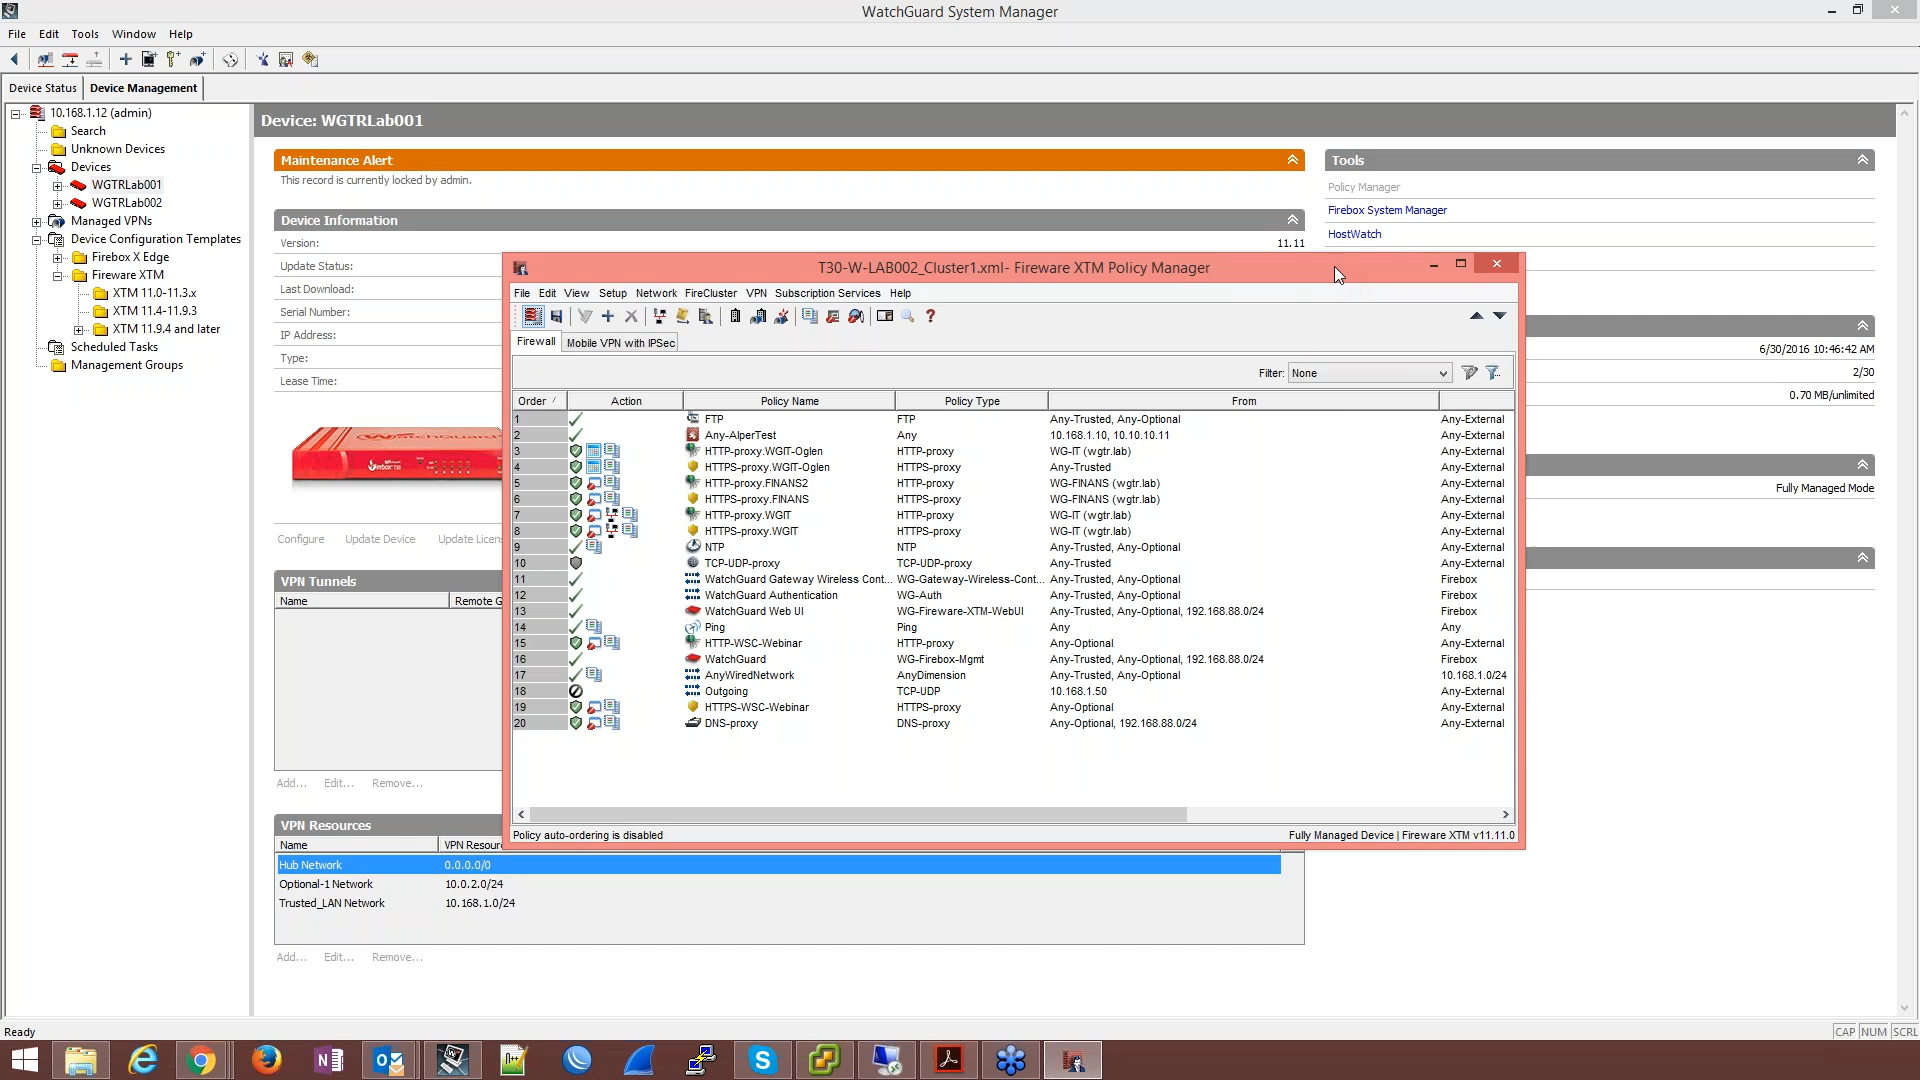 WatchGuard System Manager
File Edit Tools Window Help
Device Status Device Management
10.168.1.12 (admin)
Search
Unknown Devices
Devices
WGTRLab001
WGTRLab002
Managed VPNs
Device Configuration Templates
Firebox X Edge
Fireware XTM
XTM 11.0-11.3.x
XTM 11.4-11.9.3
XTM 11.9.4 and later
Scheduled Tasks
Management Groups
Device: WGTRLab001
Maintenance Alert
This record is currently locked by admin.
Device Information
Version: 11.11
Update Status:
Last Download:
Serial Number:
IP Address:
Type:
Lease Time:
WatchGuard
Firebox T30
Configure Update Device Update Licen
VPN Tunnels
Name Remote G
Add... Edit... Remove...
VPN Resources
Name VPN Resour
Hub Network 0.0.0.0/0
Optional-1 Network 10.0.2.0/24
Trusted_LAN Network 10.168.1.0/24
Add... Edit... Remove...
Tools
Policy Manager
Firebox System Manager
HostWatch
6/30/2016 10:46:42 AM
2/30
0.70 MB/unlimited
Fully Managed Mode
T30-W-LAB002_Cluster1.xml- Fireware XTM Policy Manager
File Edit View Setup Network FireCluster VPN Subscription Services Help
Firewall Mobile VPN with IPSec
Filter: None
Order Action Policy Name Policy Type From
1 FTP FTP Any-Trusted, Any-Optional Any-External
2 Any-AlperTest Any 10.168.1.10, 10.10.10.11 Any-External
3 HTTP-proxy.WGIT-Oglen HTTP-proxy WG-IT (wgtr.lab) Any-External
4 HTTPS-proxy.WGIT-Oglen HTTPS-proxy Any-Trusted Any-External
5 HTTP-proxy.FINANS2 HTTP-proxy WG-FINANS (wgtr.lab) Any-External
6 HTTPS-proxy.FINANS HTTPS-proxy WG-FINANS (wgtr.lab) Any-External
7 HTTP-proxy.WGIT HTTP-proxy WG-IT (wgtr.lab) Any-External
8 HTTPS-proxy.WGIT HTTPS-proxy WG-IT (wgtr.lab) Any-External
9 NTP NTP Any-Trusted, Any-Optional Any-External
10 TCP-UDP-proxy TCP-UDP-proxy Any-Trusted Any-External
11 WatchGuard Gateway Wireless Cont... WG-Gateway-Wireless-Cont... Any-Trusted, Any-Optional Firebox
12 WatchGuard Authentication WG-Auth Any-Trusted, Any-Optional Firebox
13 WatchGuard Web UI WG-Fireware-XTM-WebUI Any-Trusted, Any-Optional, 192.168.88.0/24 Firebox
14 Ping Ping Any Any
15 HTTP-WSC-Webinar HTTP-proxy Any-Optional Any-External
16 WatchGuard WG-Firebox-Mgmt Any-Trusted, Any-Optional, 192.168.88.0/24 Firebox
17 AnyWiredNetwork AnyDimension Any-Trusted, Any-Optional 10.168.1.0/24
18 Outgoing TCP-UDP 10.168.1.50 Any-External
19 HTTPS-WSC-Webinar HTTPS-proxy Any-Optional Any-External
20 DNS-proxy DNS-proxy Any-Optional, 192.168.88.0/24 Any-External
Policy auto-ordering is disabled Fully Managed Device | Fireware XTM v11.11.0
Ready CAP NUM SCRL